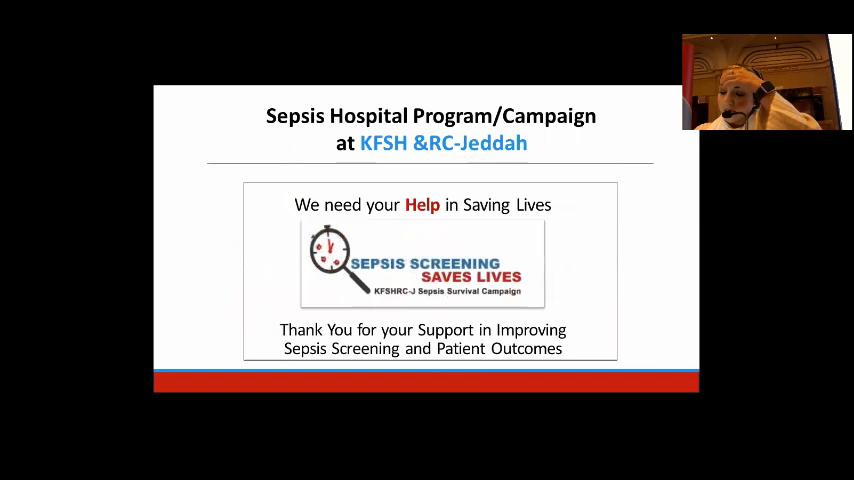 Sepsis Hospital Program/Campaign
at KFSH &RC-Jeddah
We need your Help in Saving Lives
SEPSIS SCREENING
SAVES LIVES
KFSHRC-J Sepsis Survival Campaign
Thank You for your Support in Improving
Sepsis Screening and Patient Outcomes